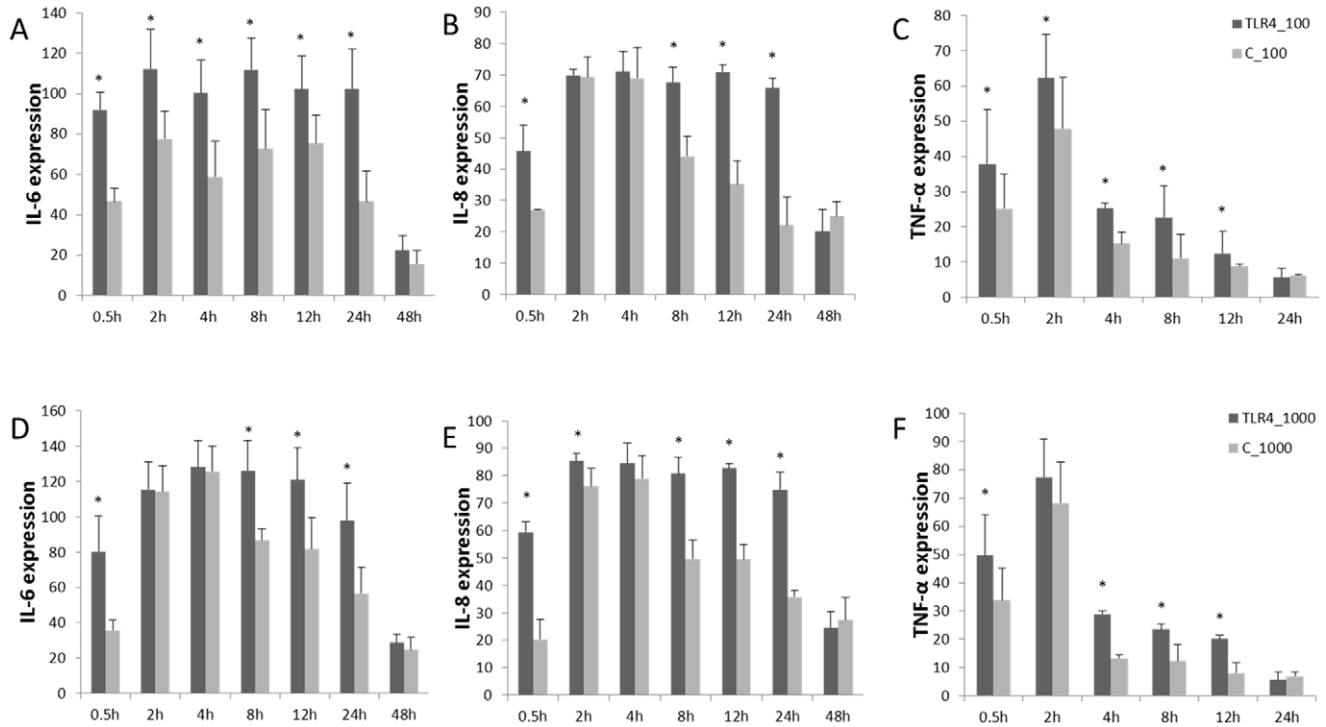 A
IL-6 expression
140
120
100
80
60
40
20
0
* * * * * *
0.5h 2h 4h 8h 12h 24h 48h
B
IL-8 expression
90
80
70
60
50
40
30
20
10
0
* * * *
0.5h 2h 4h 8h 12h 24h 48h
C
TNF-α expression
80
70
60
50
40
30
20
10
0
* * * * *
0.5h 2h 4h 8h 12h 24h
TLR4_100
C_100
D
IL-6 expression
160
140
120
100
80
60
40
20
0
* * * *
0.5h 2h 4h 8h 12h 24h 48h
E
IL-8 expression
100
90
80
70
60
50
40
30
20
10
0
* * * * *
0.5h 2h 4h 8h 12h 24h 48h
F
TNF-α expression
100
90
80
70
60
50
40
30
20
10
0
* * * *
0.5h 2h 4h 8h 12h 24h
TLR4_1000
C_1000